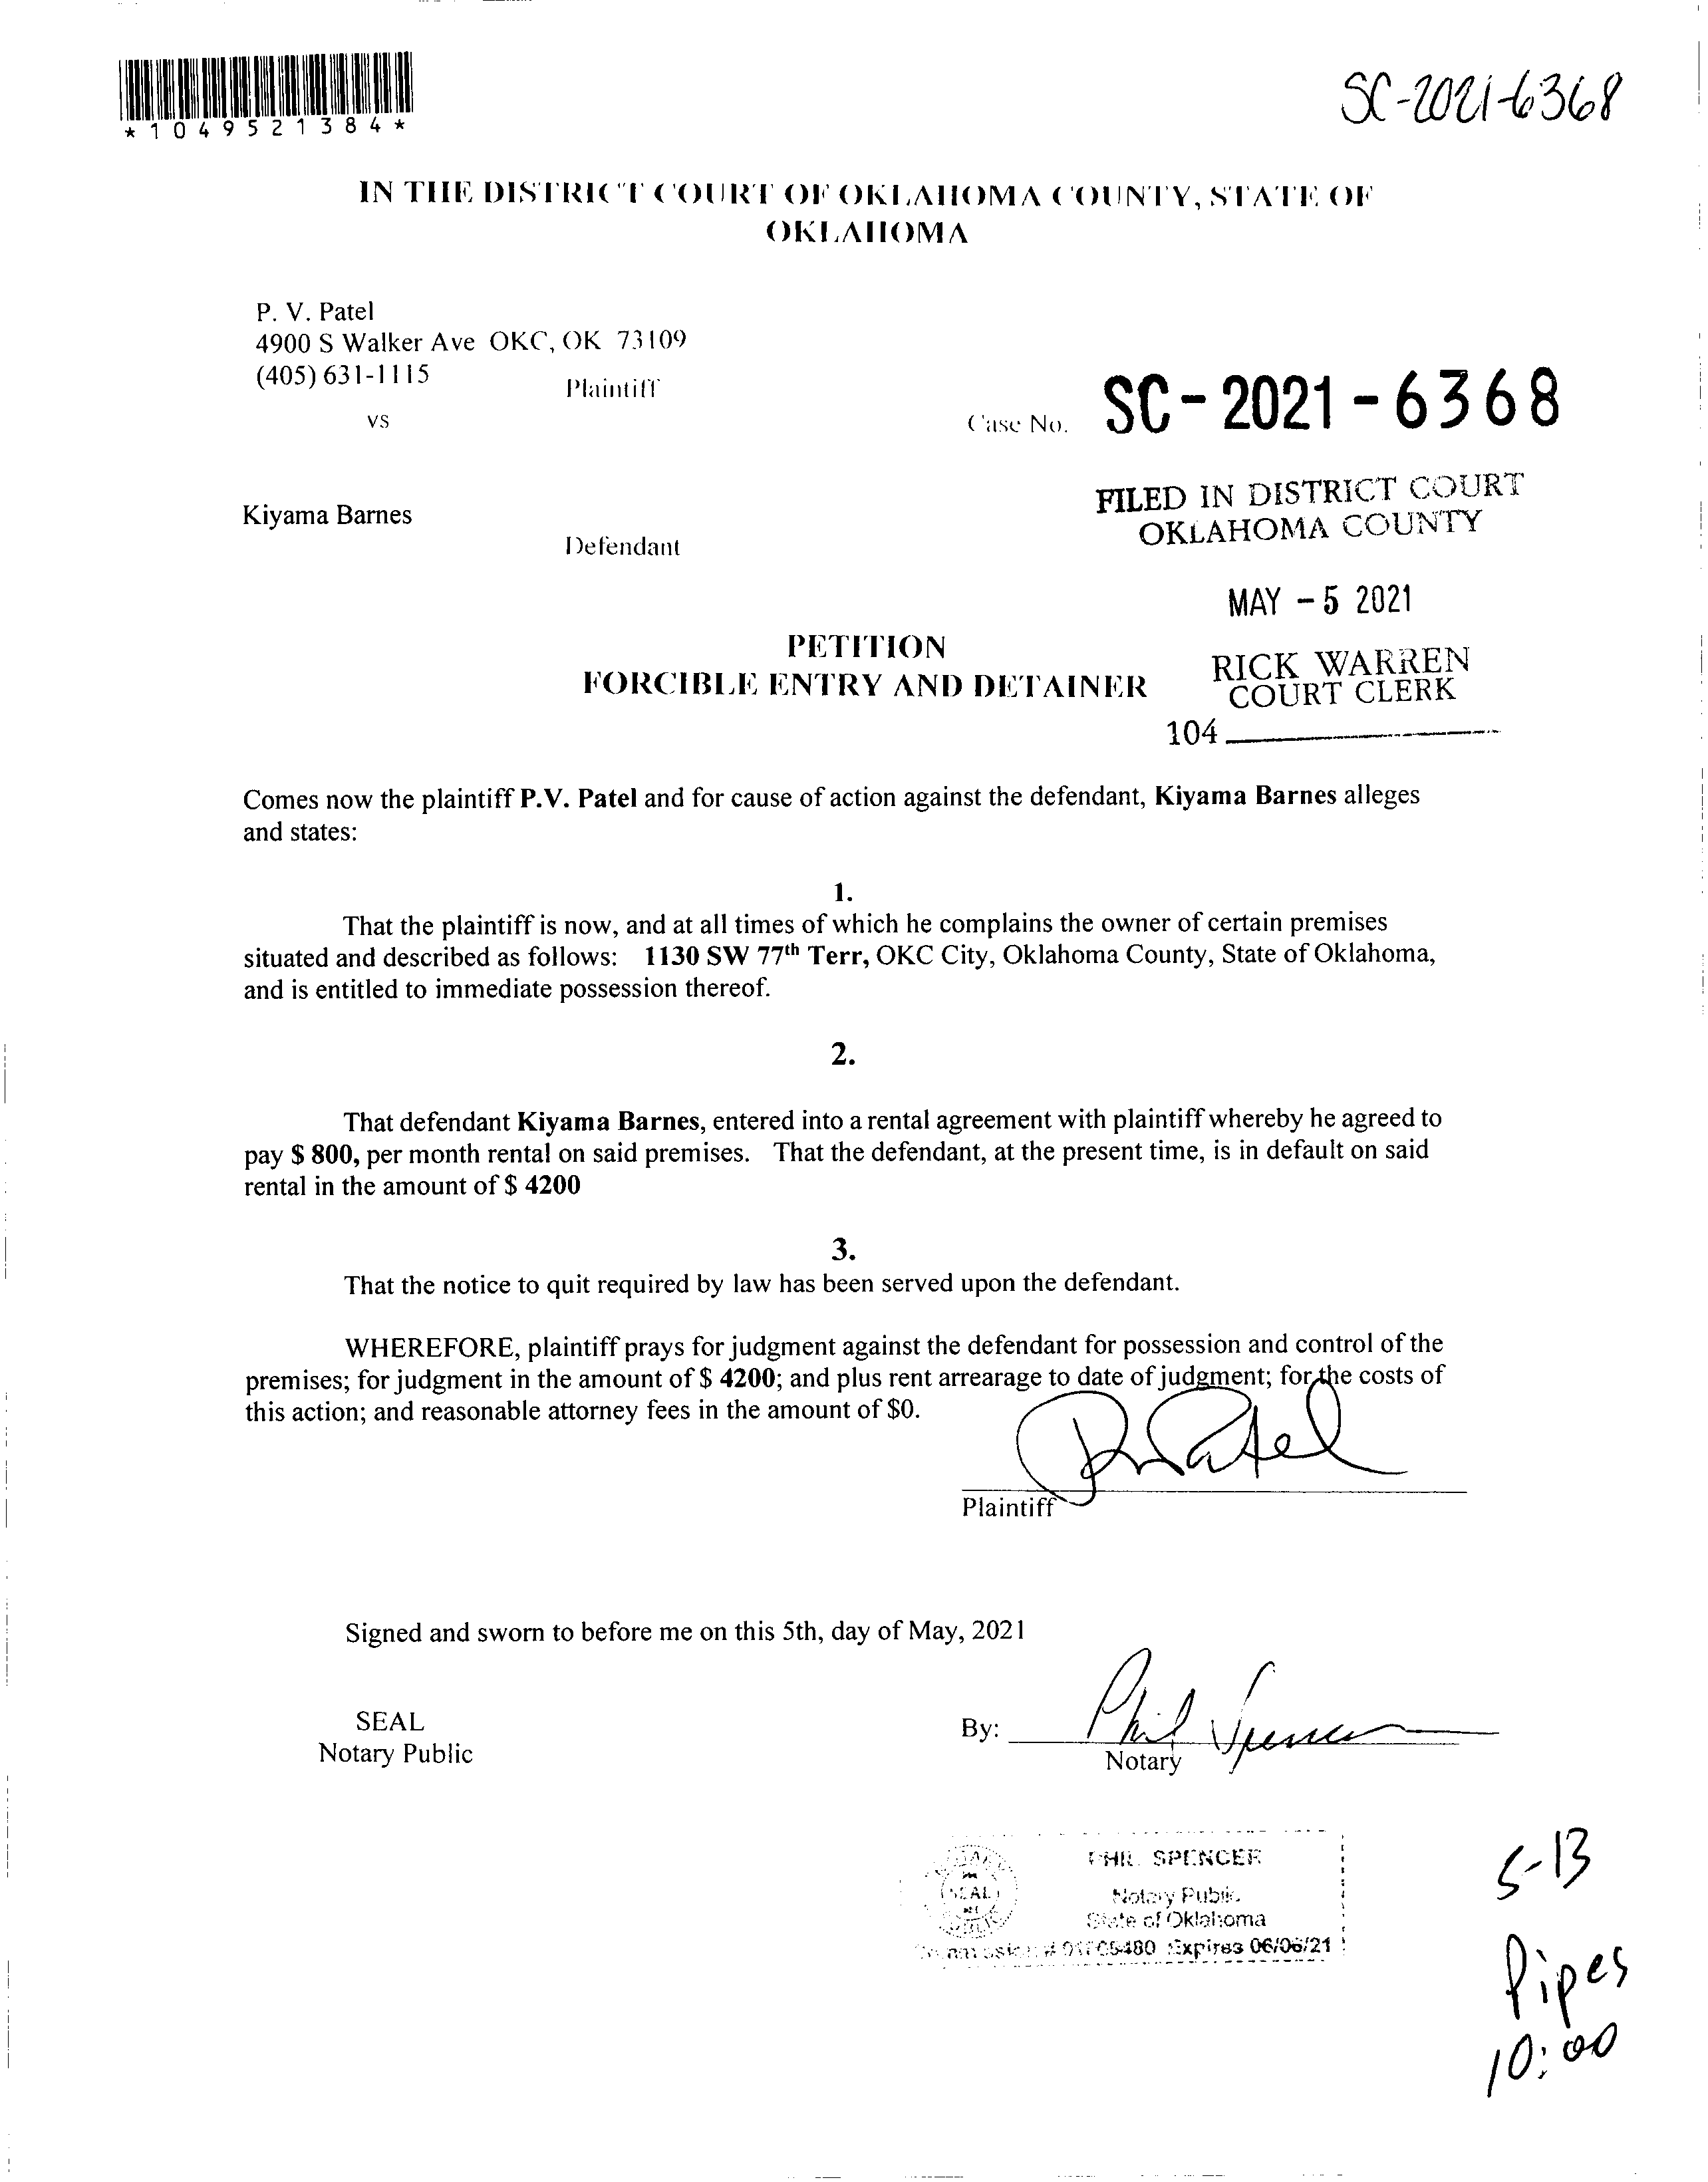 *1049521384*
SC-2021-6368
IN THE DISTRICT COURT OF OKLAHOMA COUNTY, STATE OF
OKLAHOMA
P. V. Patel
4900 S Walker Ave OKC, OK 73109
(405) 631-1115
Plaintiff
vs
Case No. SC-2021-6368
Kiyama Barnes
Defendant
FILED IN DISTRICT COURT
OKLAHOMA COUNTY
MAY -5 2021
RICK WARREN
COURT CLERK
104
PETITION
FORCIBLE ENTRY AND DETAINER
Comes now the plaintiff P.V. Patel and for cause of action against the defendant, Kiyama Barnes alleges
and states:
1.
That the plaintiff is now, and at all times of which he complains the owner of certain premises
situated and described as follows: 1130 SW 77th Terr, OKC City, Oklahoma County, State of Oklahoma,
and is entitled to immediate possession thereof.
2.
That defendant Kiyama Barnes, entered into a rental agreement with plaintiff whereby he agreed to
pay $ 800, per month rental on said premises. That the defendant, at the present time, is in default on said
rental in the amount of $ 4200
3.
That the notice to quit required by law has been served upon the defendant.
WHEREFORE, plaintiff prays for judgment against the defendant for possession and control of the
premises; for judgment in the amount of $ 4200; and plus rent arrearage to date of judgment; for the costs of
this action; and reasonable attorney fees in the amount of $0.
PV Patel
Plaintiff
Signed and sworn to before me on this 5th, day of May, 2021
SEAL
Notary Public
By: Phil Spencer
Notary
SEAL
PHIL SPENCER
Notary Public
State of Oklahoma
Expires 06/06/21
5-13
Pipes
10:00